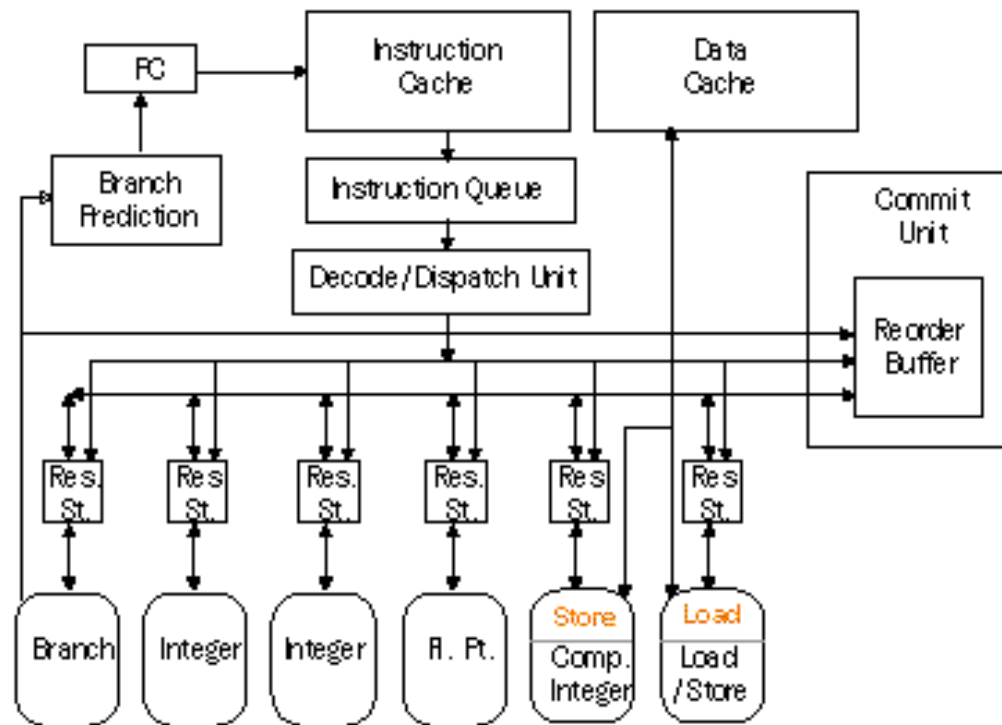 PC
Instruction
Cache
Data
Cache
Branch
Prediction
Instruction Queue
Commit
Unit
Decode/Dispatch Unit
Reorder
Buffer
Res.
St.
Res
St.
Res.
St.
Res.
St.
Res
St.
Res
St.
Branch
Integer
Integer
Fl. Pt.
Store
Comp.
Integer
Load
Load
/Store